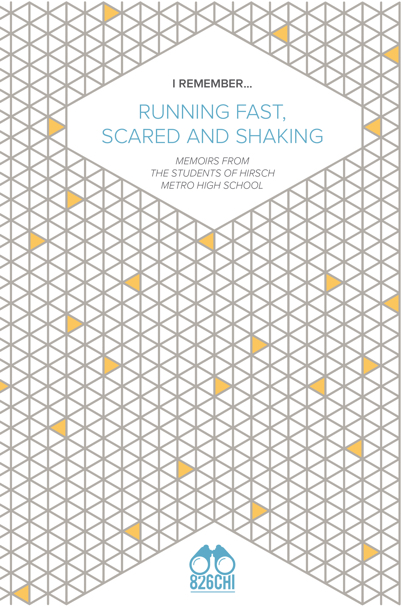 I REMEMBER...
RUNNING FAST,
SCARED AND SHAKING
MEMOIRS FROM
THE STUDENTS OF HIRSCH
METRO HIGH SCHOOL
826CHI